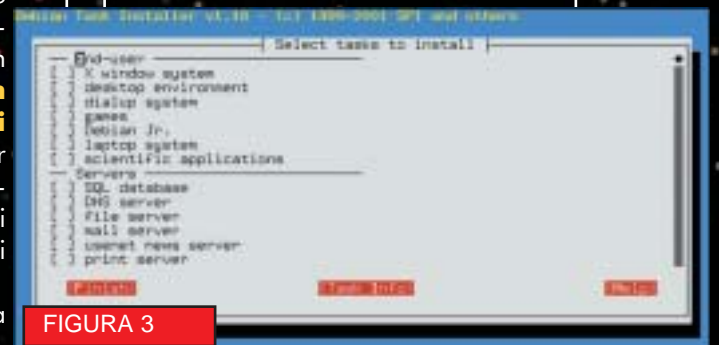 Debian Task Installer v1.10 - (c) 1999-2001 SPI and others
Select tasks to install
End-user
[ ] X window system
[ ] desktop environment
[ ] dialup system
[ ] games
[ ] Debian Jr.
[ ] laptop system
[ ] scientific applications
Servers
[ ] SQL database
[ ] DNS server
[ ] file server
[ ] mail server
[ ] usenet news server
[ ] print server
Finish
Task Info
Help
FIGURA 3